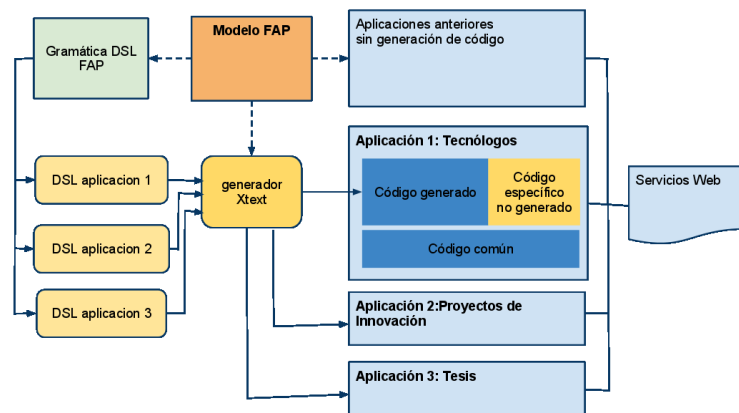 Gramática DSL
FAP
Modelo FAP
Aplicaciones anteriores
sin generación de código
Aplicación 1: Tecnólogos
DSL aplicacion 1
generador
Xtext
Código generado
Código
específico
no generado
Servicios Web
Código común
DSL aplicacion 2
DSL aplicacion 3
Aplicación 2:Proyectos de
Innovación
Aplicación 3: Tesis